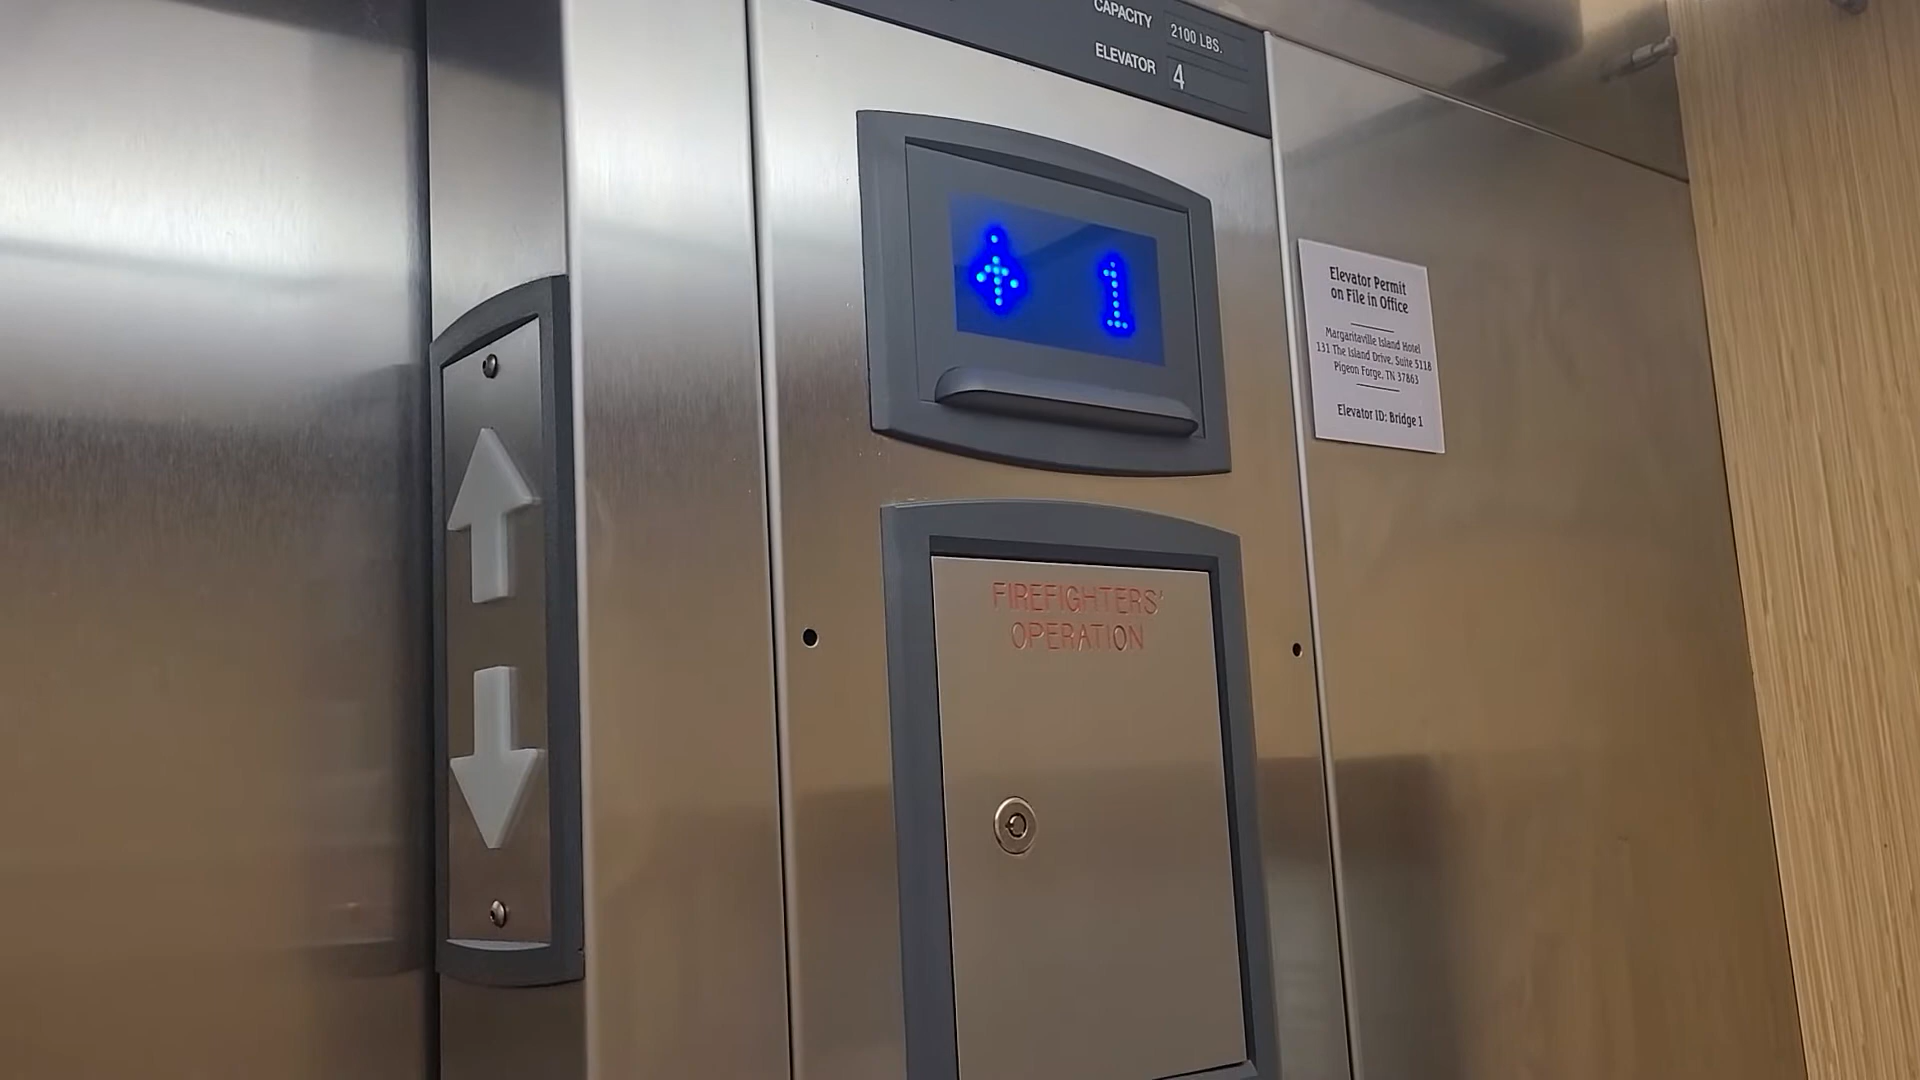 CAPACITY 2100 LBS.
ELEVATOR 4
1
Elevator Permit
on File in Office
Margaritaville Island Hotel
131 The Island Drive, Suite 5118
Pigeon Forge, TN 37863
Elevator ID: Bridge 1
FIREFIGHTERS'
OPERATION